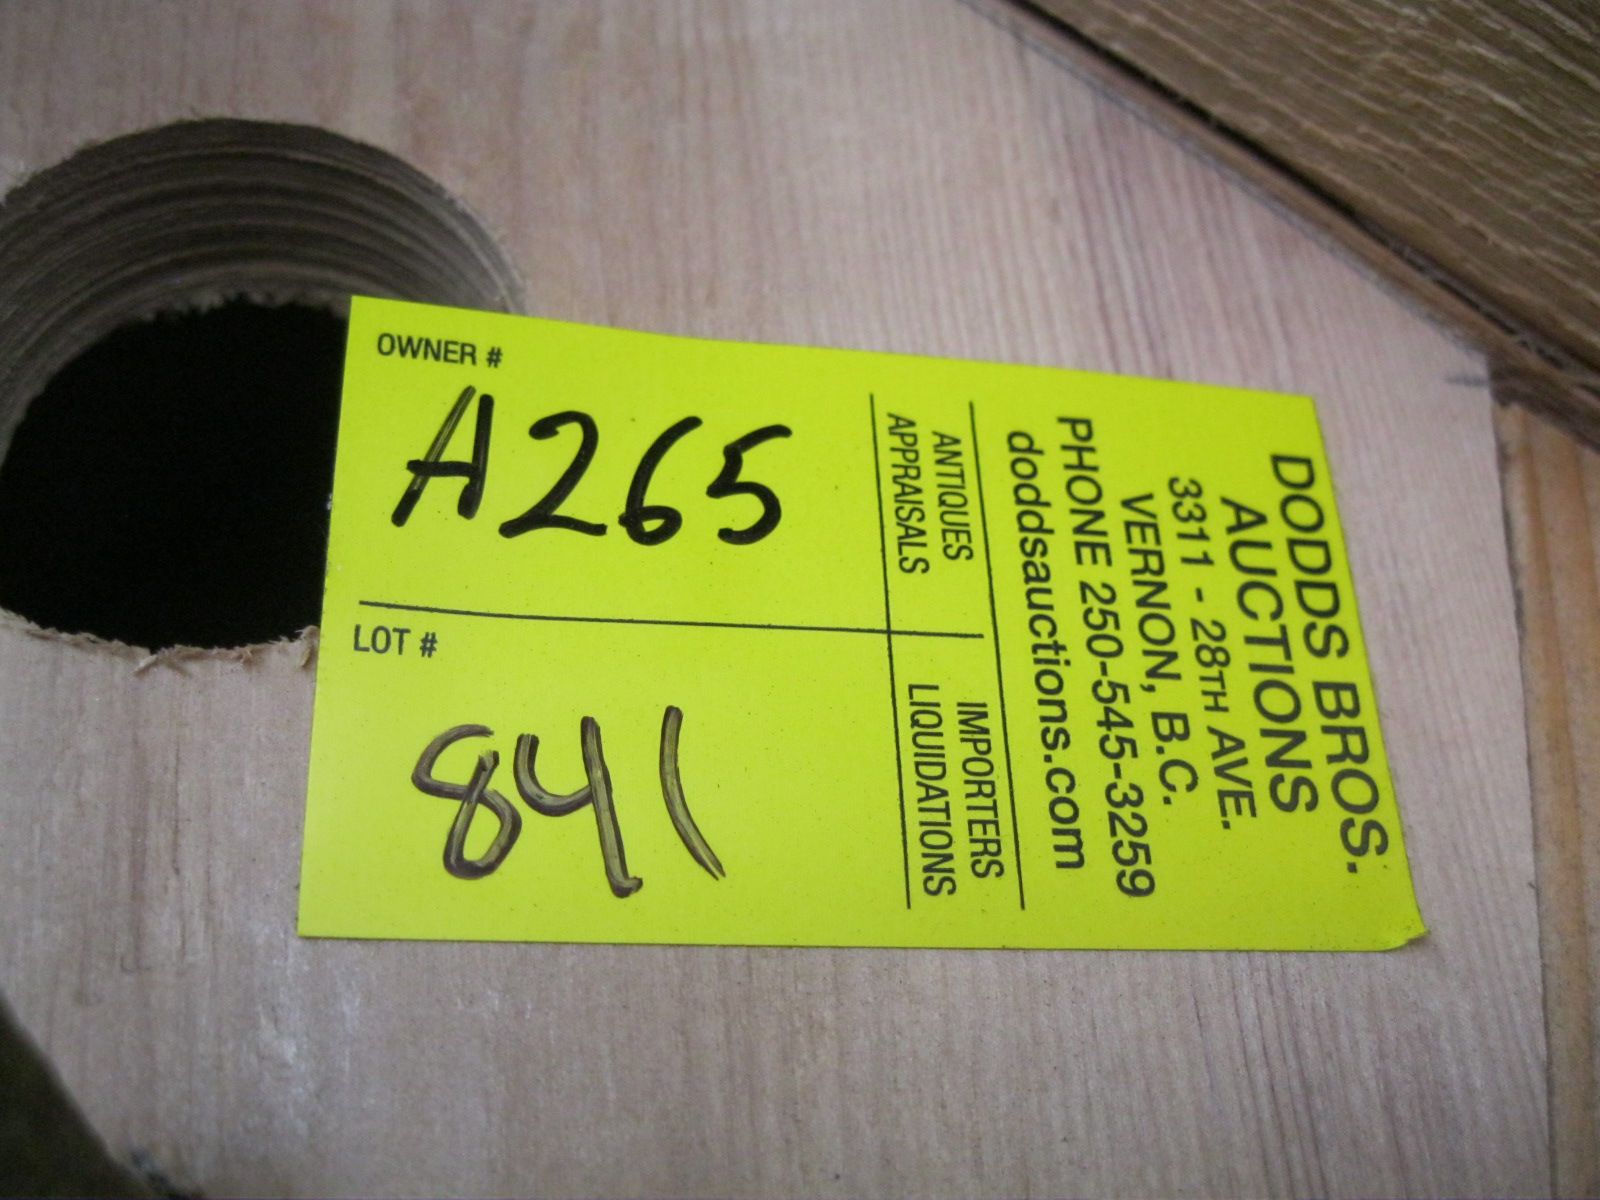 OWNER #
A265
LOT #
841
DODDS BROS.
AUCTIONS
3311 - 28TH AVE.
VERNON, B.C.
PHONE 250-545-3259
doddsauctions.com
ANTIQUES
APPRAISALS
IMPORTERS
LIQUIDATIONS